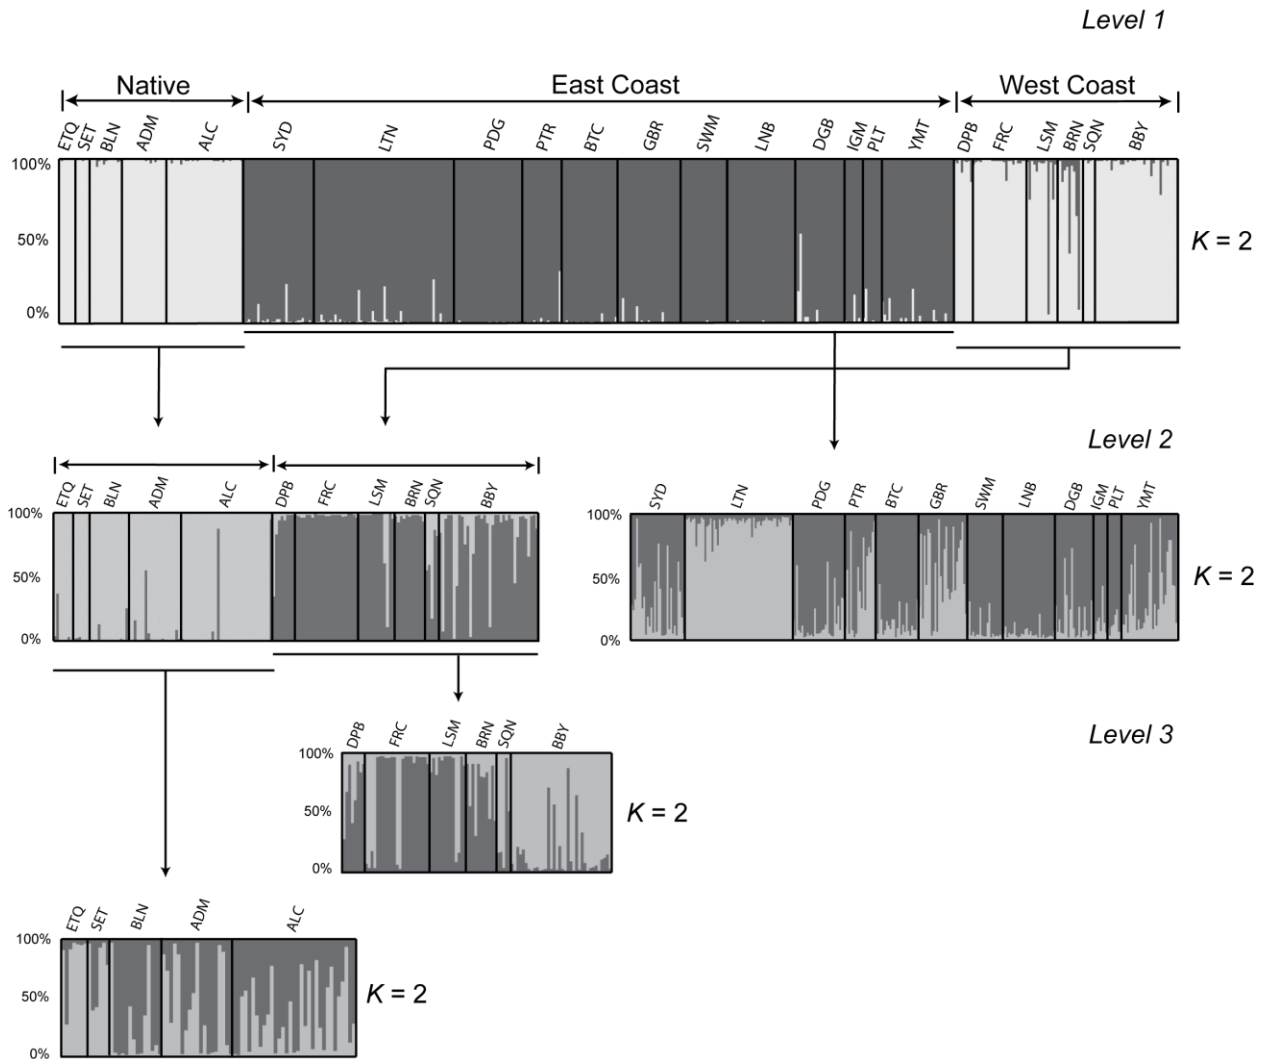 Level 1
Native East Coast West Coast
ETQ SET BLN ADM ALC SYD LTN PDG PTR BTC GBR SWM LNB DGB IGM PLT YMT DPB FRC LSM BRN SQN BBY
100%
50%
0%
K = 2
Level 2
ETQ SET BLN ADM ALC DPB FRC LSM BRN SQN BBY
100%
50%
0%
SYD LTN PDG PTR BTC GBR SWM LNB DGB IGM PLT YMT
100%
50%
0%
K = 2
Level 3
DPB FRC LSM BRN SQN BBY
100%
50%
0%
K = 2
ETQ SET BLN ADM ALC
100%
50%
0%
K = 2